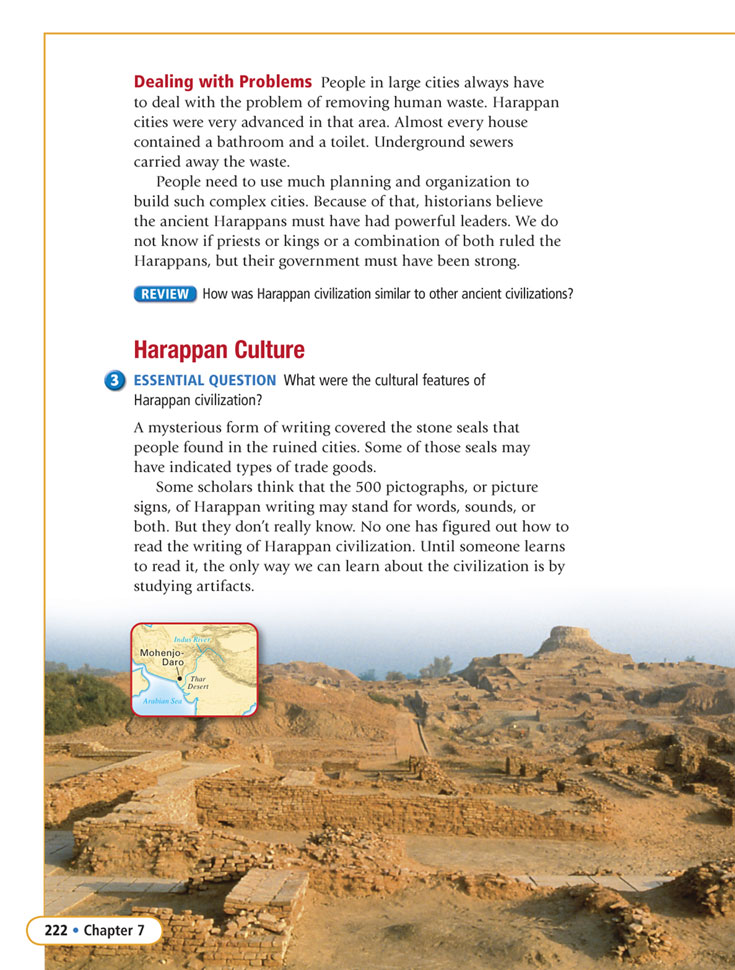 Dealing with Problems People in large cities always have
to deal with the problem of removing human waste. Harappan
cities were very advanced in that area. Almost every house
contained a bathroom and a toilet. Underground sewers
carried away the waste.
People need to use much planning and organization to
build such complex cities. Because of that, historians believe
the ancient Harappans must have had powerful leaders. We do
not know if priests or kings or a combination of both ruled the
Harappans, but their government must have been strong.
REVIEW How was Harappan civilization similar to other ancient civilizations?
Harappan Culture
3 ESSENTIAL QUESTION What were the cultural features of
Harappan civilization?
A mysterious form of writing covered the stone seals that
people found in the ruined cities. Some of those seals may
have indicated types of trade goods.
Some scholars think that the 500 pictographs, or picture
signs, of Harappan writing may stand for words, sounds, or
both. But they don’t really know. No one has figured out how to
read the writing of Harappan civilization. Until someone learns
to read it, the only way we can learn about the civilization is by
studying artifacts.
Indus River
Mohenjo-
Daro
Thar
Desert
Arabian Sea
222 • Chapter 7